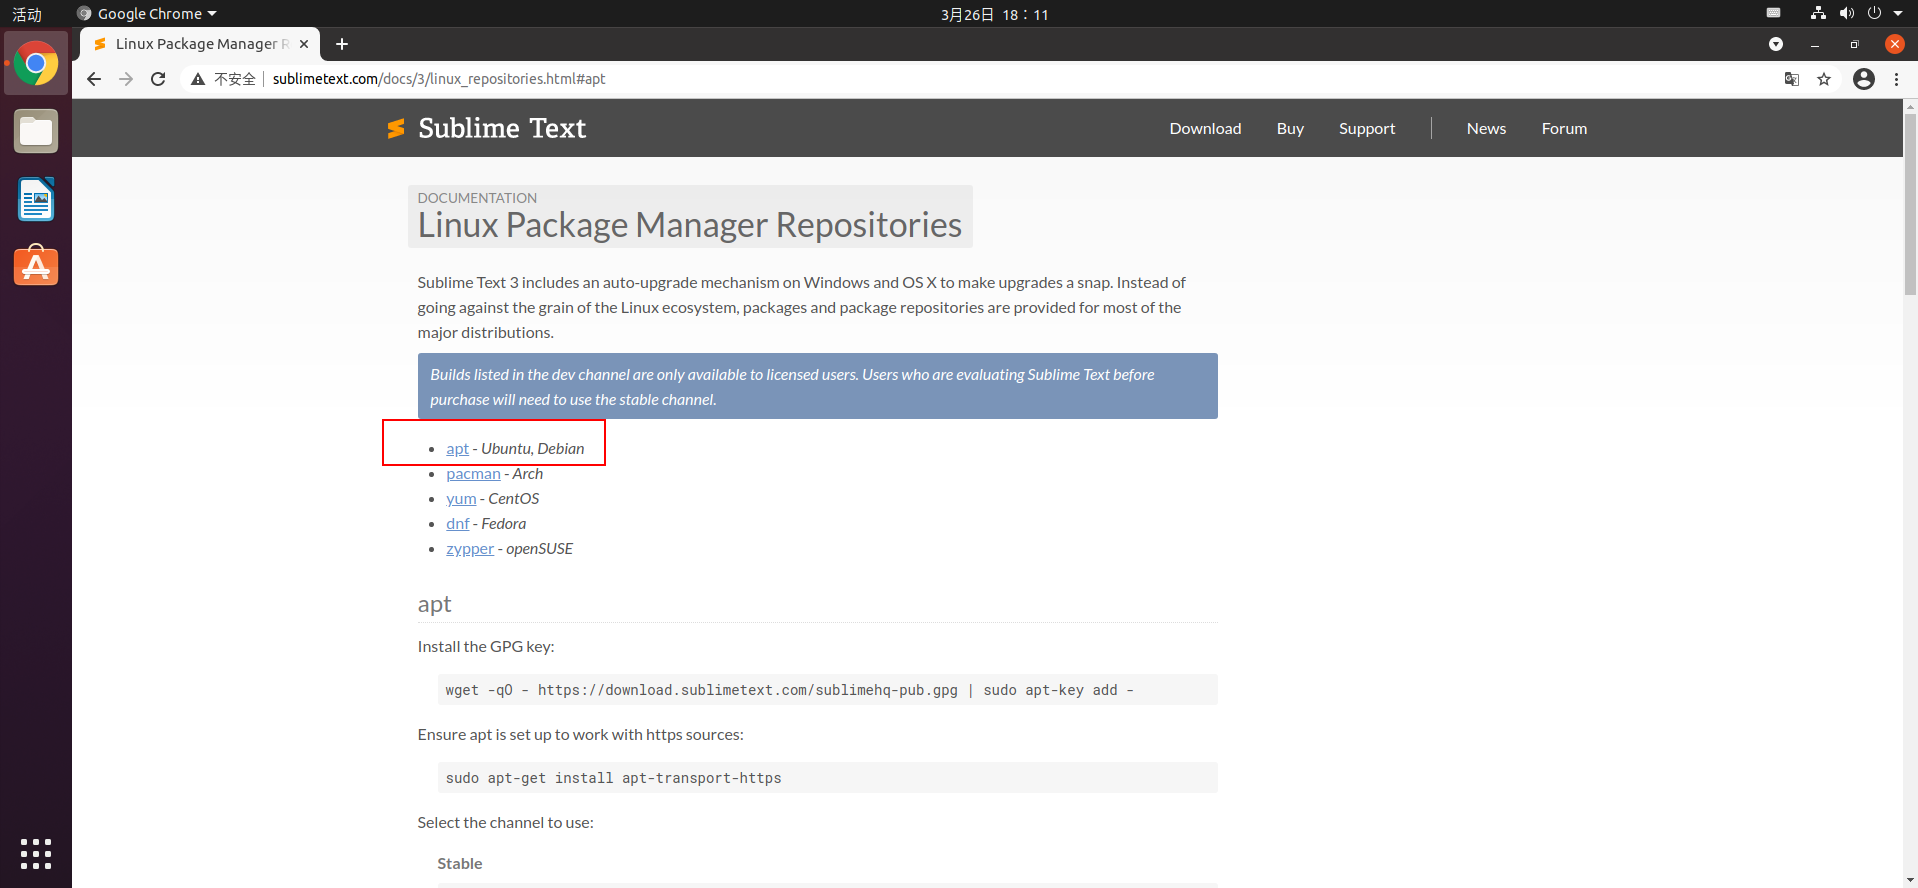 活动
Google Chrome
3月26日 18：11
Linux Package Manager R
不安全
sublimetext.com/docs/3/linux_repositories.html#apt
Sublime Text
Download
Buy
Support
News
Forum
DOCUMENTATION
Linux Package Manager Repositories
Sublime Text 3 includes an auto-upgrade mechanism on Windows and OS X to make upgrades a snap. Instead of
going against the grain of the Linux ecosystem, packages and package repositories are provided for most of the
major distributions.
Builds listed in the dev channel are only available to licensed users. Users who are evaluating Sublime Text before
purchase will need to use the stable channel.
• apt - Ubuntu, Debian
• pacman - Arch
• yum - CentOS
• dnf - Fedora
• zypper - openSUSE
apt
Install the GPG key:
wget -qO - https://download.sublimetext.com/sublimehq-pub.gpg | sudo apt-key add -
Ensure apt is set up to work with https sources:
sudo apt-get install apt-transport-https
Select the channel to use:
Stable